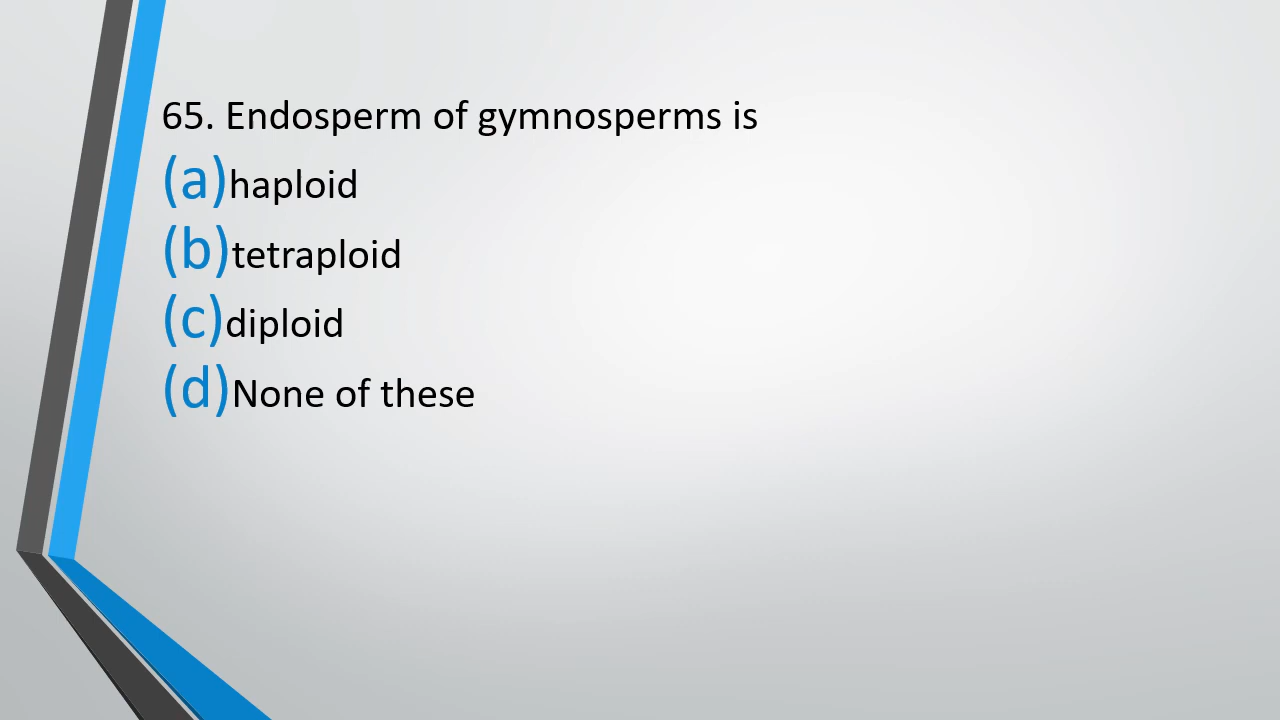 65. Endosperm of gymnosperms is
(a)haploid
(b)tetraploid
(c)diploid
(d)None of these